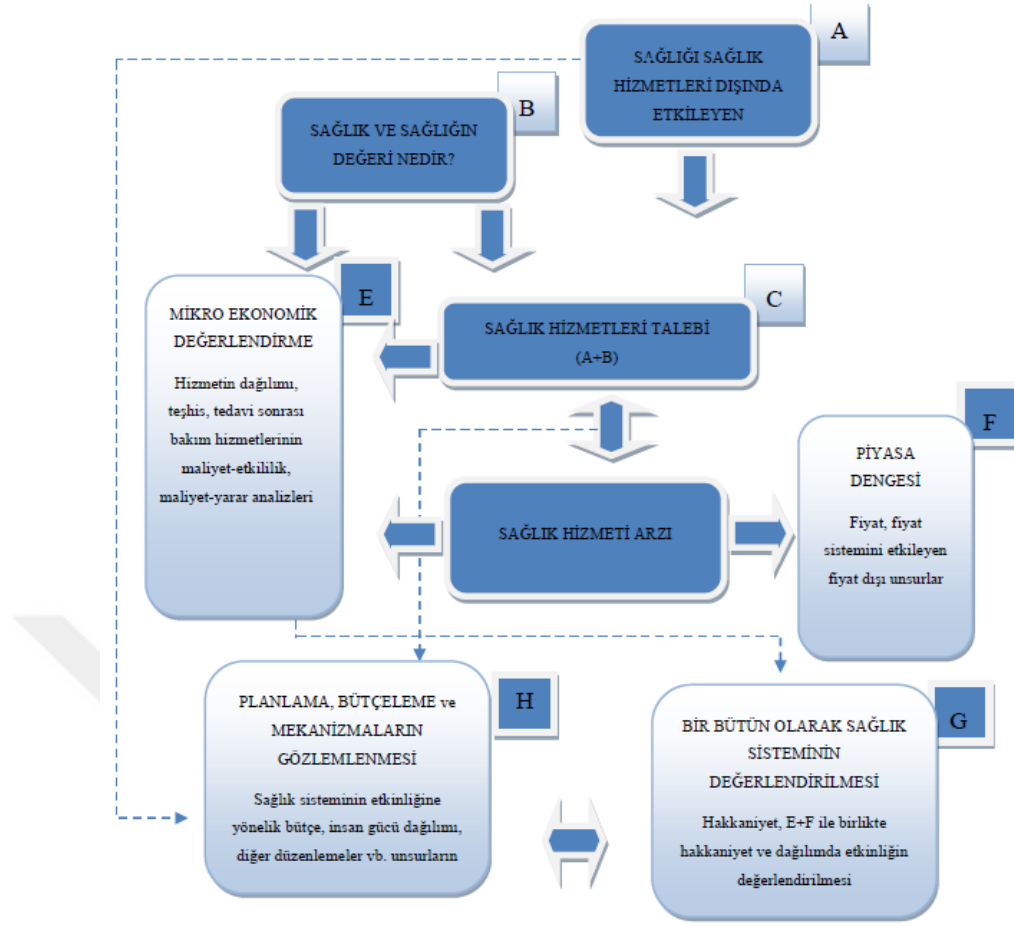 A
SAĞLIĞI SAĞLIK
HİZMETLERİ DIŞINDA
ETKİLEYEN
B
SAĞLIK VE SAĞLIĞIN
DEĞERİ NEDİR?
E
MİKRO EKONOMİK
DEĞERLENDİRME
Hizmetin dağılımı,
teşhis, tedavi sonrası
bakım hizmetlerinin
maliyet-etkililik,
maliyet-yarar analizleri
C
SAĞLIK HİZMETLERİ TALEBİ
(A+B)
SAĞLIK HİZMETİ ARZI
F
PİYASA
DENGESİ
Fiyat, fiyat
sistemini etkileyen
fiyat dışı unsurlar
H
PLANLAMA, BÜTÇELEME ve
MEKANİZMALARIN
GÖZLEMLENMESİ
Sağlık sisteminin etkinliğine
yönelik bütçe, insan gücü dağılımı,
diğer düzenlemeler vb. unsurların
G
BİR BÜTÜN OLARAK SAĞLIK
SİSTEMİNİN
DEĞERLENDİRİLMESİ
Hakkaniyet, E+F ile birlikte
hakkaniyet ve dağılımda etkinliğin
değerlendirilmesi